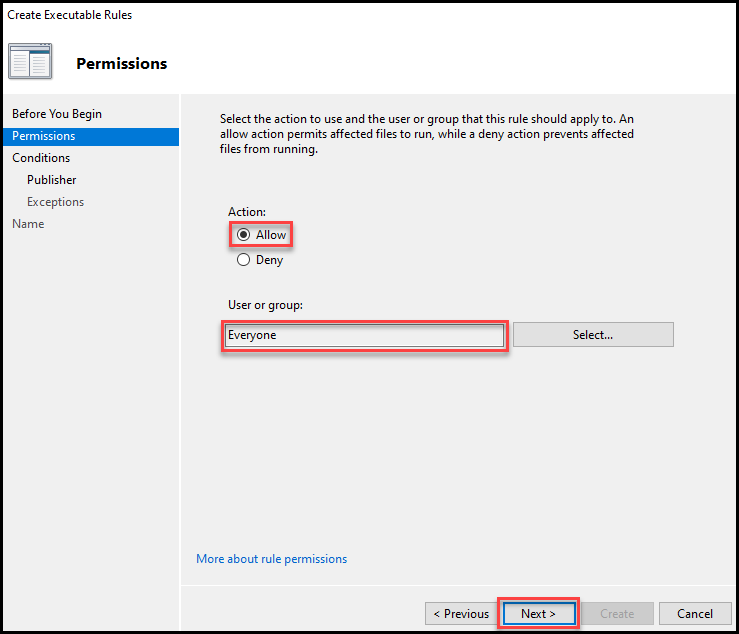 Create Executable Rules
Permissions
Before You Begin
Permissions
Conditions
Publisher
Exceptions
Name
Select the action to use and the user or group that this rule should apply to. An
allow action permits affected files to run, while a deny action prevents affected
files from running.
Action:
Allow
Deny
User or group:
Everyone
Select...
More about rule permissions
< Previous
Next >
Create
Cancel